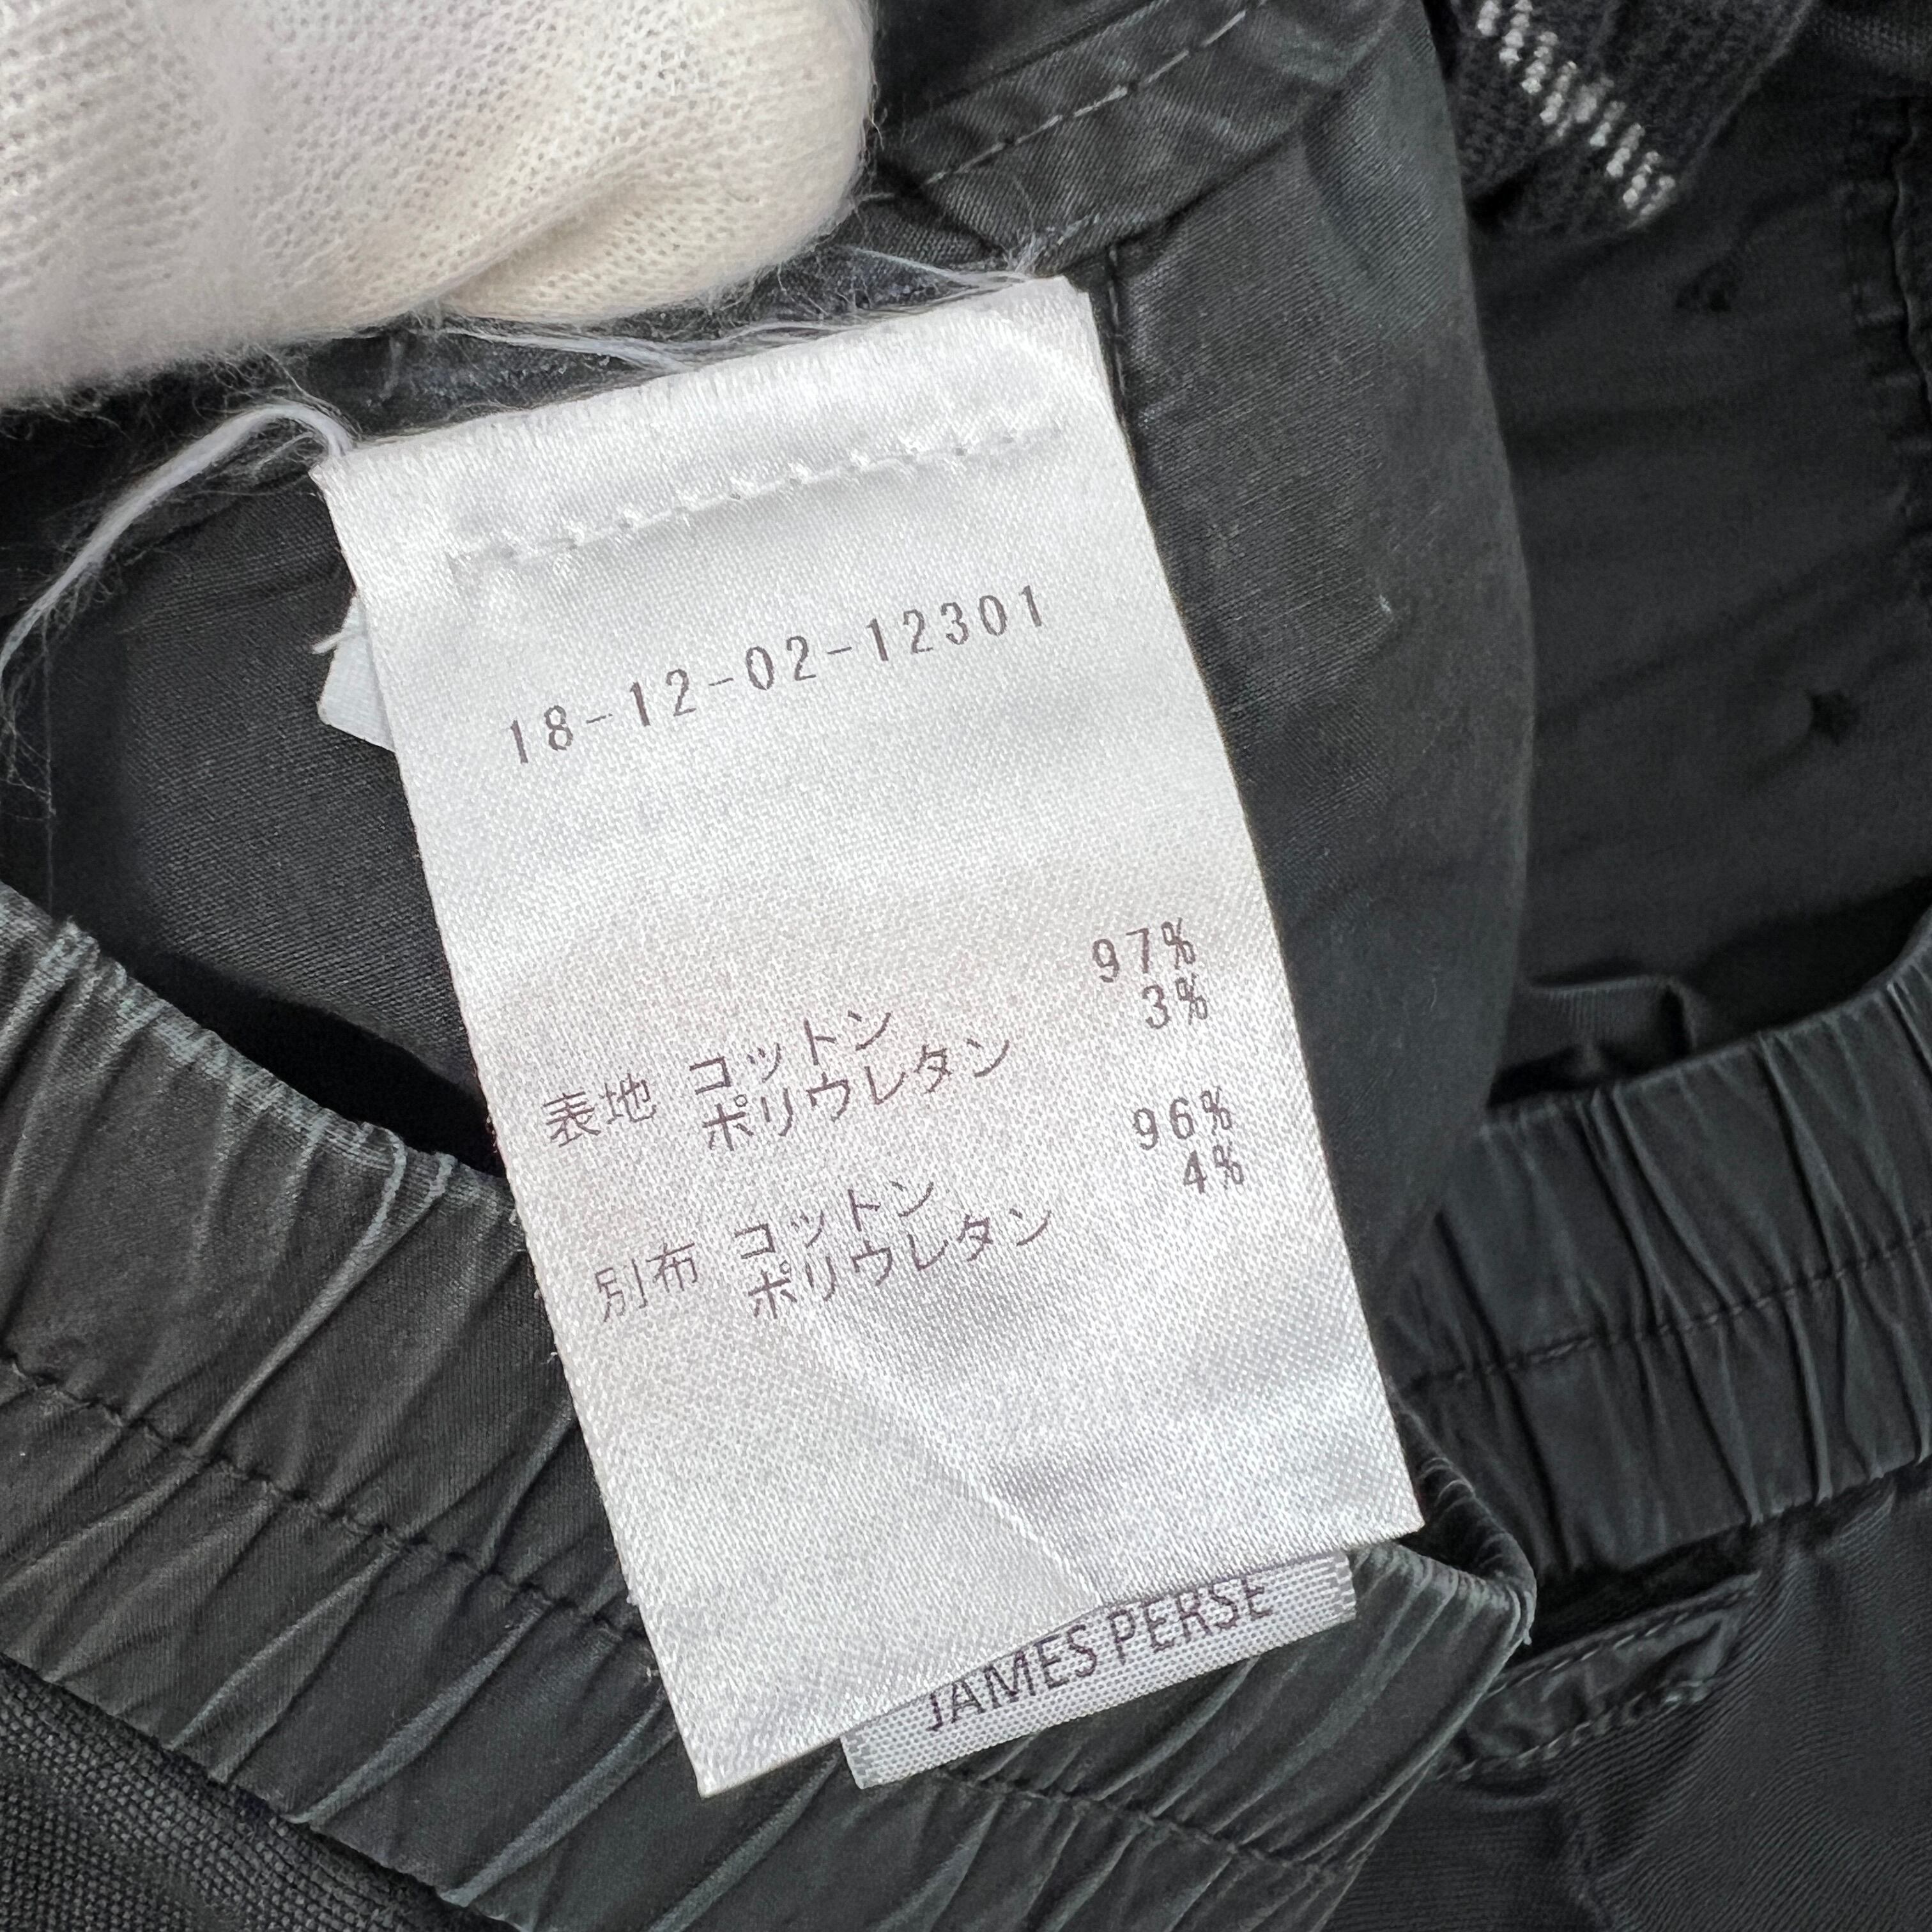 18-12-02-12301
表地 コットン 97%
ポリウレタン 3%
別布 コットン 96%
ポリウレタン 4%
JAMES PERSE